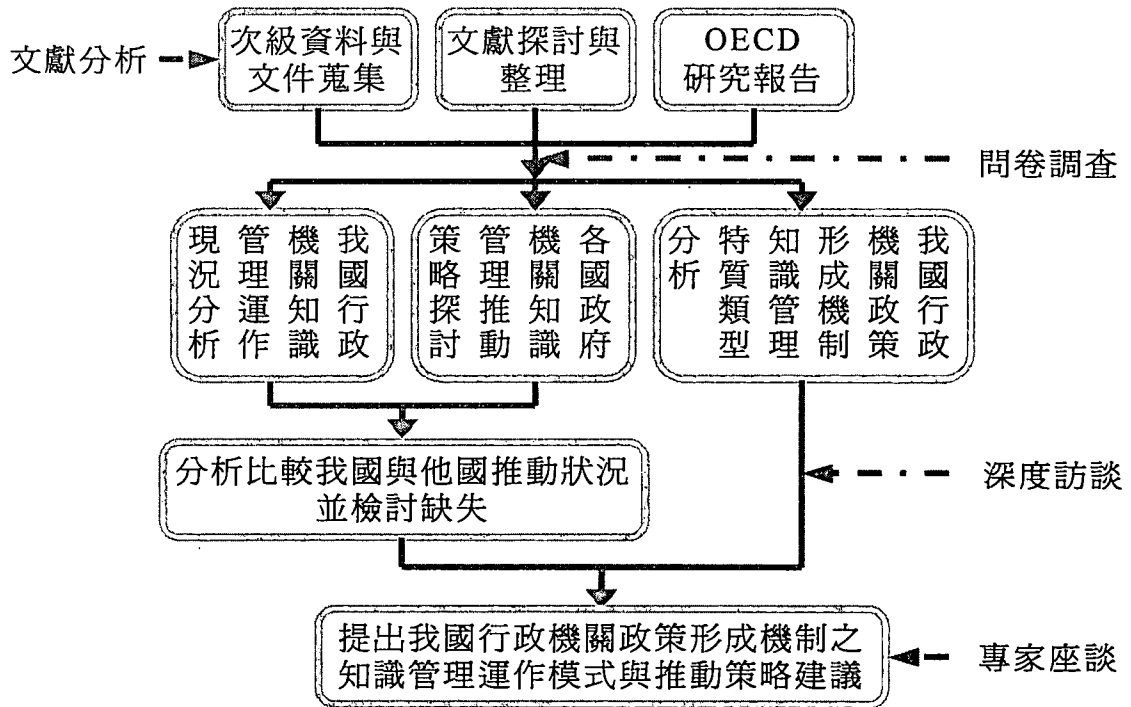 文獻分析
次級資料與
文件蒐集
文獻探討與
整理
OECD
研究報告
問卷調查
我國行政
機關知識
管理運作
現況分析
各國政府
機關知識
管理推動
策略探討
我國行政
機關政策
形成機制
知識管理
特質類型
分析
分析比較我國與他國推動狀況
並檢討缺失
深度訪談
提出我國行政機關政策形成機制之
知識管理運作模式與推動策略建議
專家座談